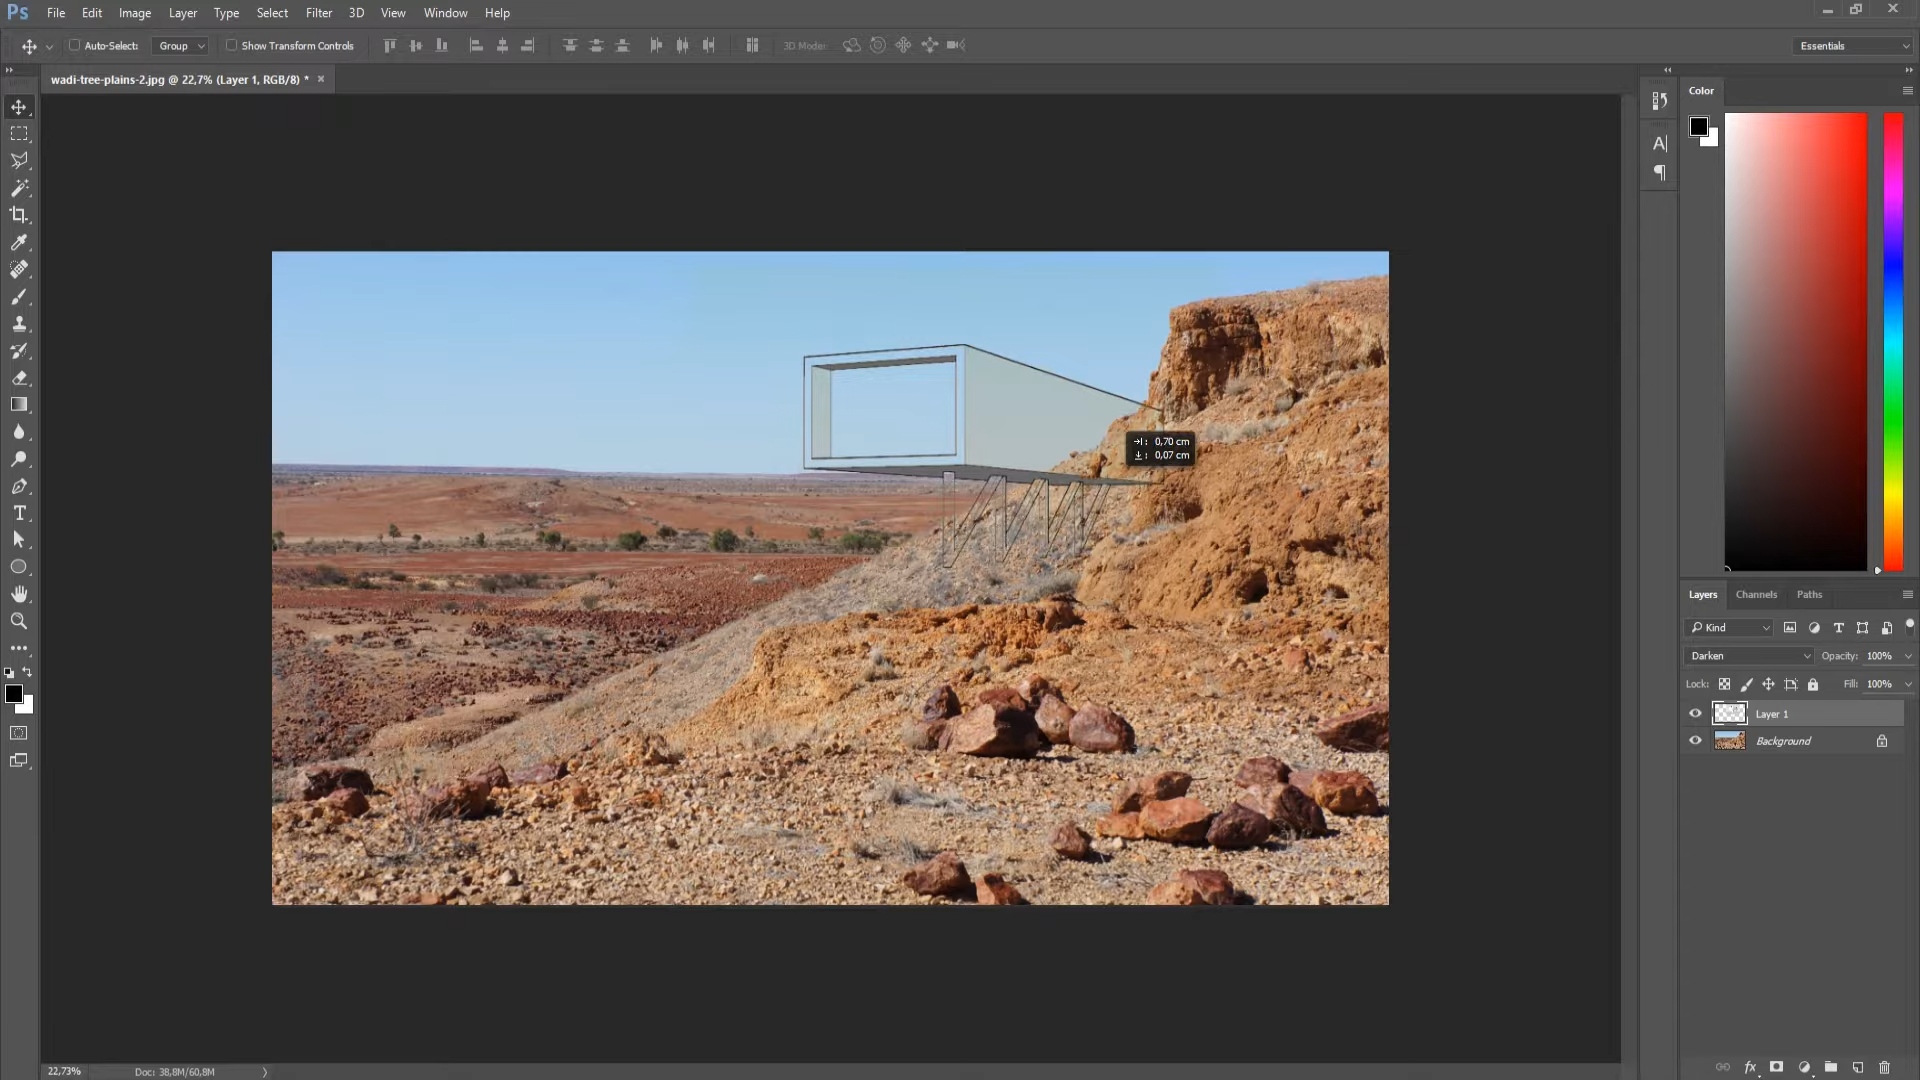 Ps File Edit Image Layer Type Select Filter 3D View Window Help
Auto-Select: Group Show Transform Controls 3D Mode: Essentials
wadi-tree-plains-2.jpg @ 22,7% (Layer 1, RGB/8) * ×
Color
0,70 cm
0,07 cm
Layers Channels Paths
Kind
Darken Opacity: 100%
Lock: Fill: 100%
Layer 1
Background
22,73% Doc: 38,8M/60,8M